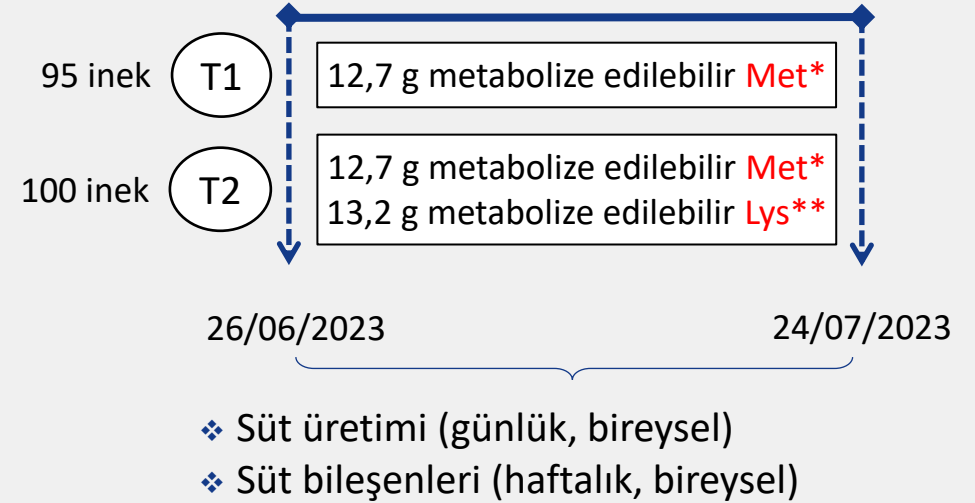 95 inek T1 12,7 g metabolize edilebilir Met*
100 inek T2 12,7 g metabolize edilebilir Met*
13,2 g metabolize edilebilir Lys**
26/06/2023 24/07/2023
❖ Süt üretimi (günlük, bireysel)
❖ Süt bileşenleri (haftalık, bireysel)